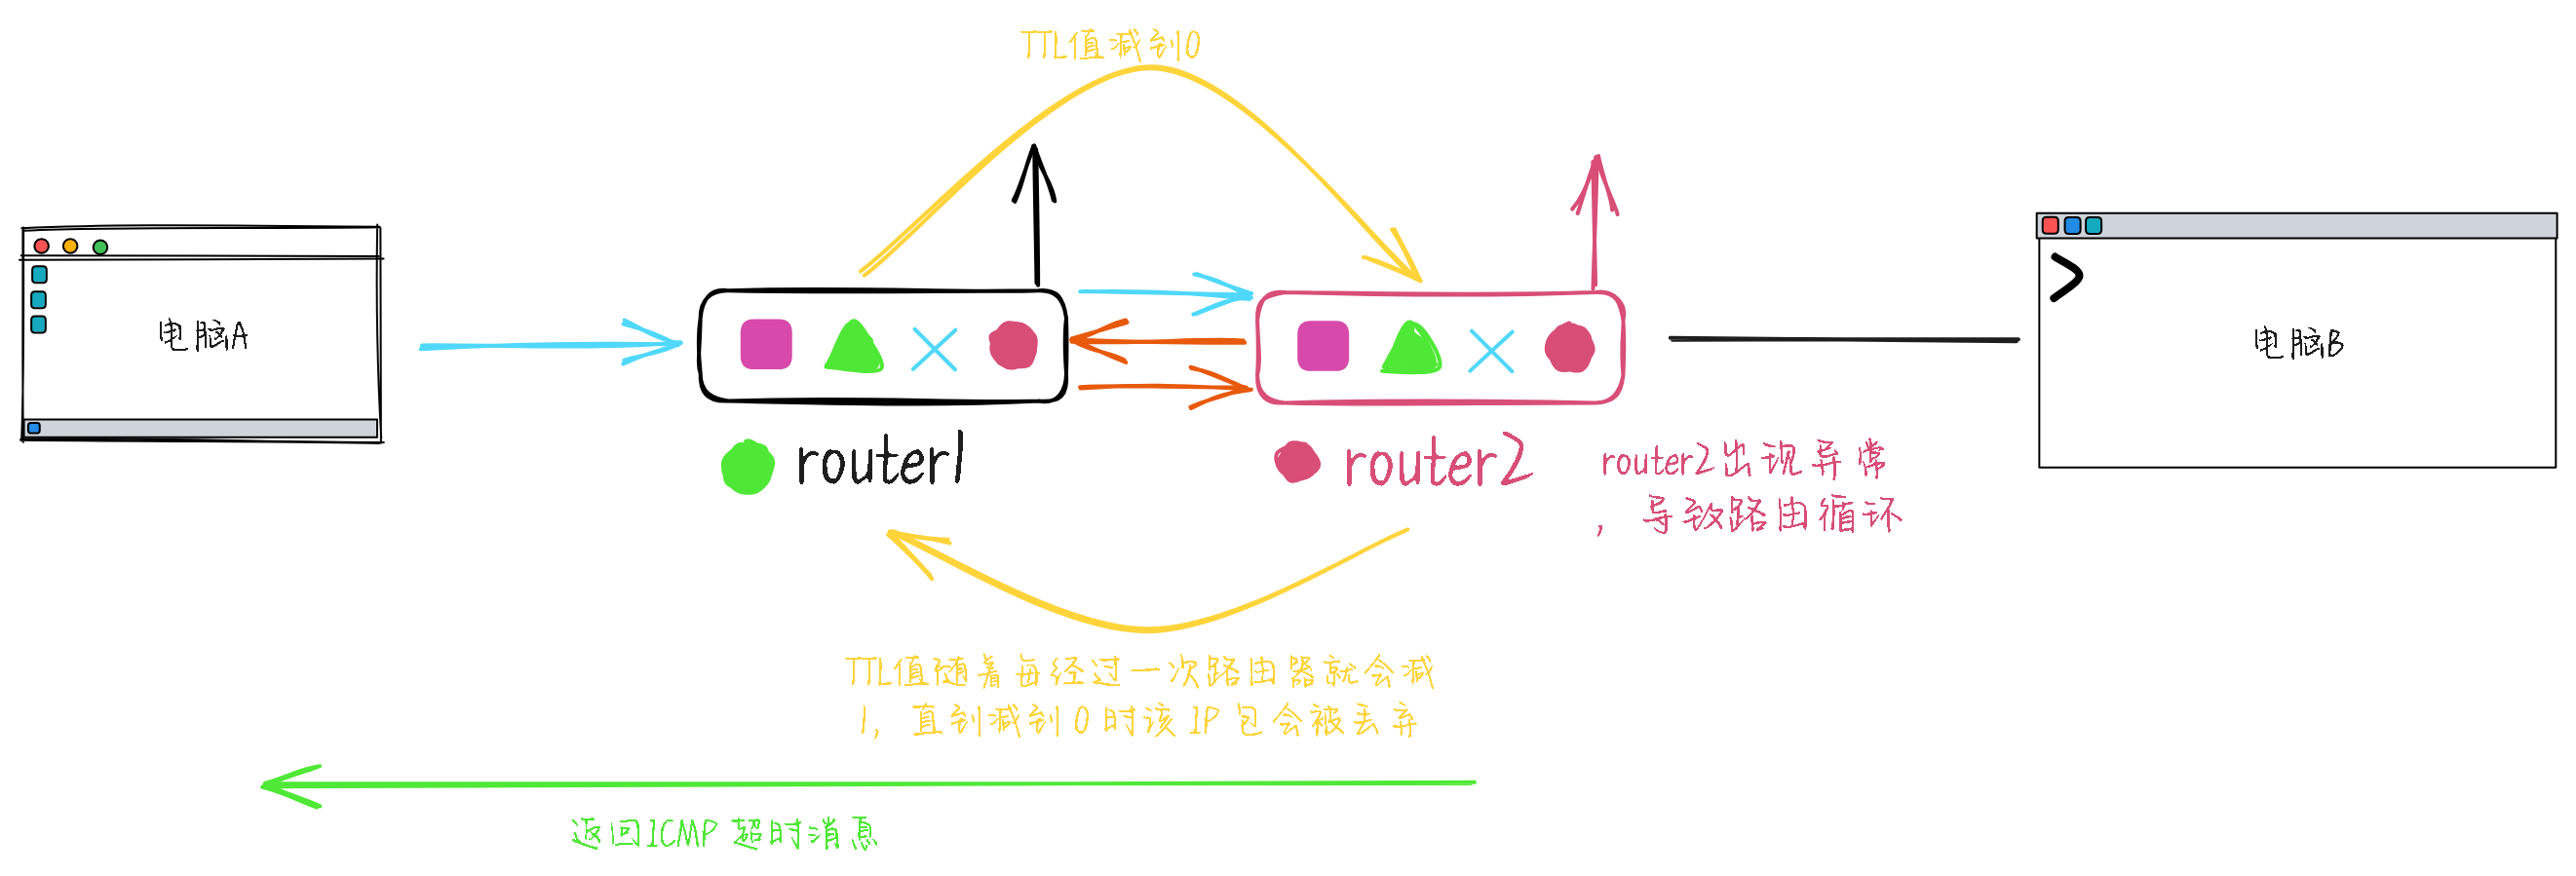 TTL值减到0
电脑A
电脑B
router1
router2
router2出现异常
，导致路由循环
TTL值随着每经过一次路由器就会减
1，直到减到0时该IP包会被丢弃
返回ICMP超时消息